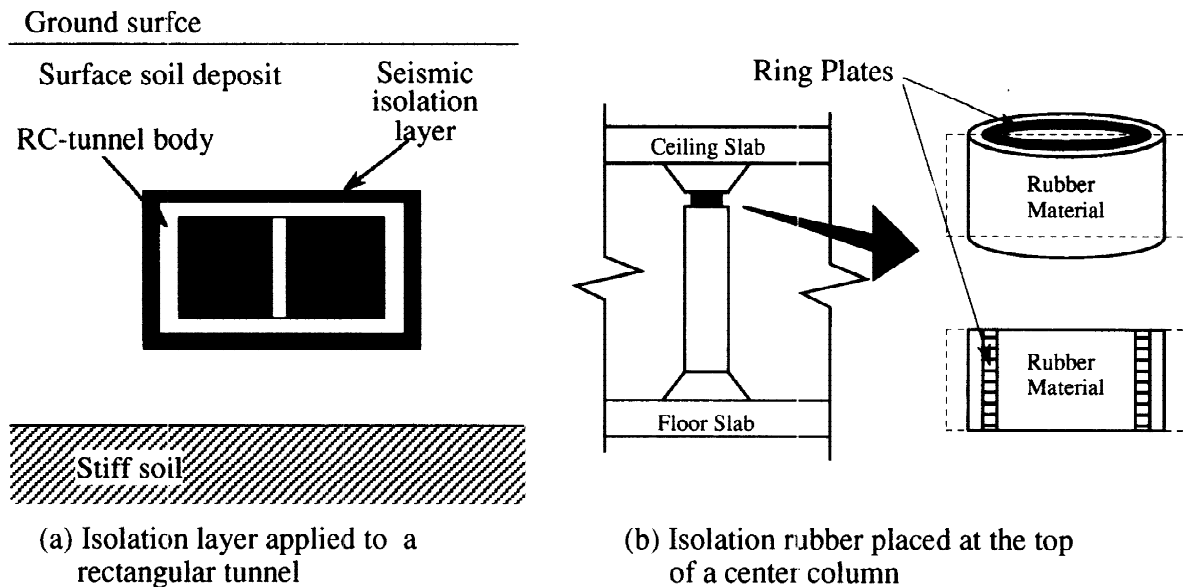 Ground surfce
Surface soil deposit
Seismic
isolation
layer
RC-tunnel body
Stiff soil
(a) Isolation layer applied to a
rectangular tunnel
Ring Plates
Ceiling Slab
Rubber
Material
Rubber
Material
Floor Slab
(b) Isolation rubber placed at the top
of a center column